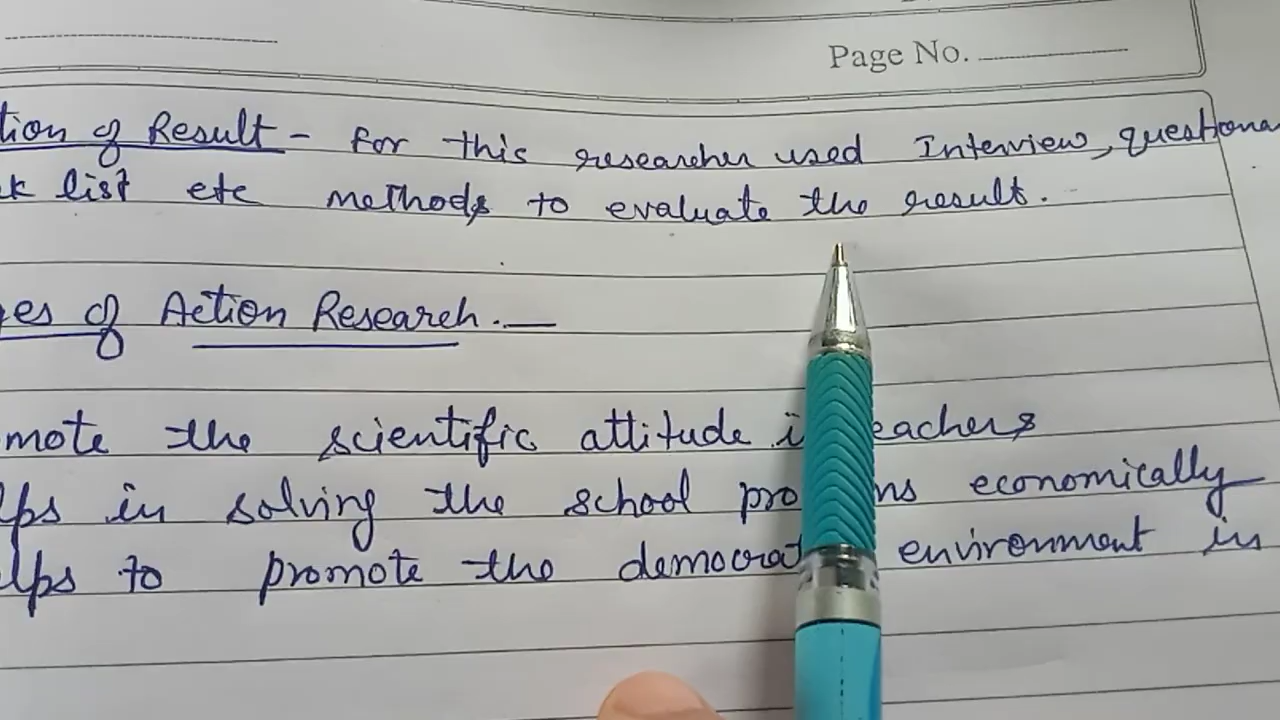 Page No.
tion of Result - for this researcher used Interview, questiona
k list etc methods to evaluate the result.
es of Action Research.
mote the scientific attitude i eachers
lps in solving the school pro ms economically
elps to promote the democrat environment in